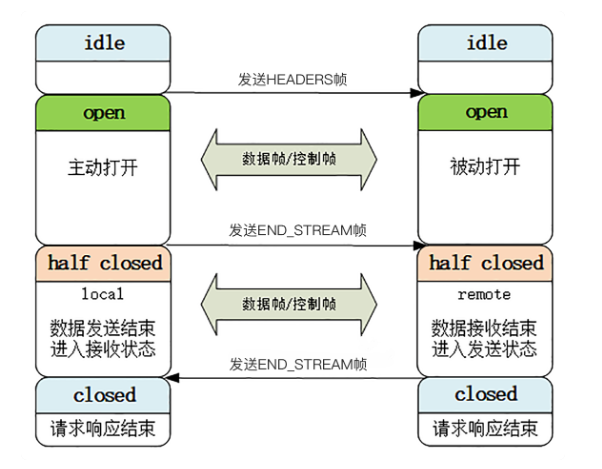 idle
idle
发送HEADERS帧
open
open
主动打开
数据帧/控制帧
被动打开
发送END_STREAM帧
half closed
half closed
local
数据帧/控制帧
remote
数据发送结束
进入接收状态
数据接收结束
进入发送状态
发送END_STREAM帧
closed
closed
请求响应结束
请求响应结束